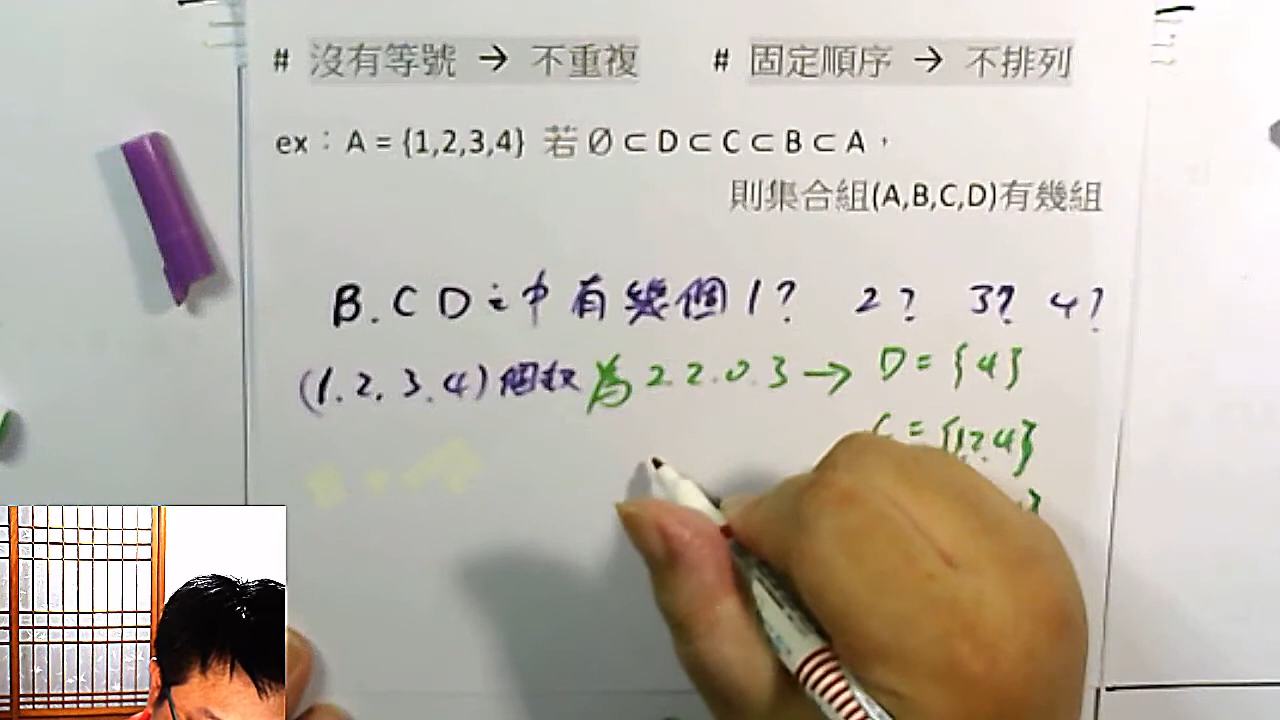 # 沒有等號 → 不重複 # 固定順序 → 不排列
ex：A = {1,2,3,4} 若 ∅ ⊂ D ⊂ C ⊂ B ⊂ A，
則集合組(A,B,C,D)有幾組
B.C D 之中有幾個1? 2? 3? 4?
(1.2.3.4)個數為 2.2.0.3 → D = {4}
C = {1,2,4}